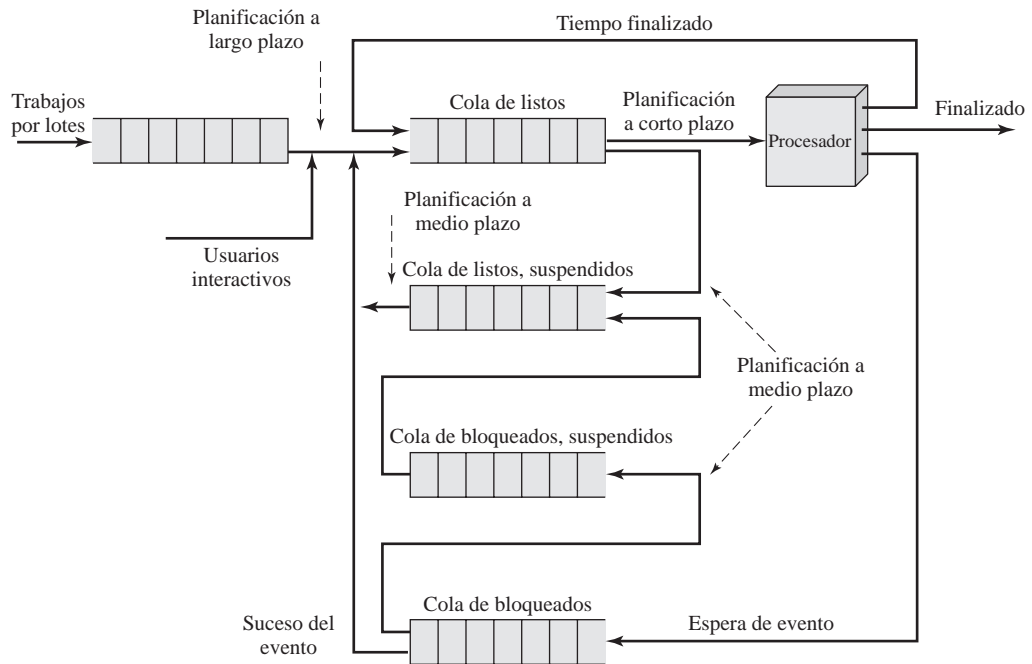 Planificación a
largo plazo
Tiempo finalizado
Trabajos
por lotes
Cola de listos
Planificación
a corto plazo
Procesador
Finalizado
Planificación a
medio plazo
Usuarios
interactivos
Cola de listos, suspendidos
Planificación a
medio plazo
Cola de bloqueados, suspendidos
Cola de bloqueados
Suceso del
evento
Espera de evento